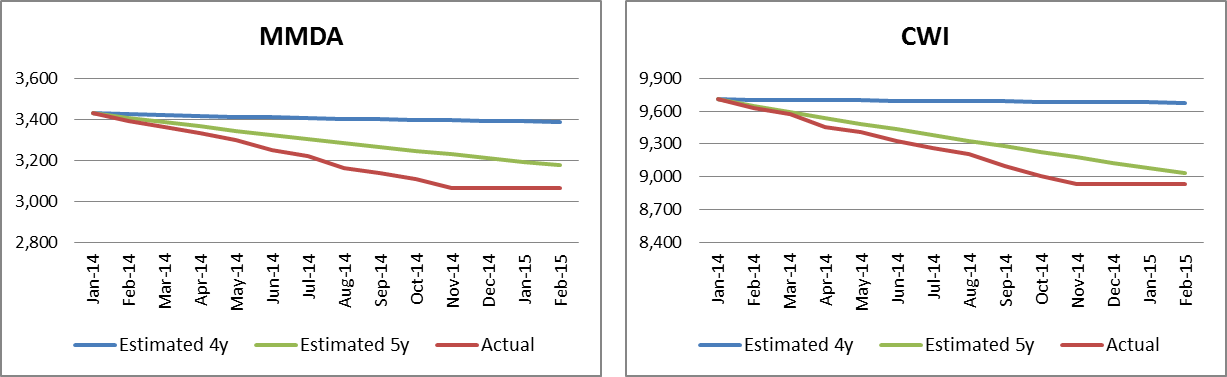 MMDA
3,600
3,400
3,200
3,000
2,800
Jan-14
Feb-14
Mar-14
Apr-14
May-14
Jun-14
Jul-14
Aug-14
Sep-14
Oct-14
Nov-14
Dec-14
Jan-15
Feb-15
Estimated 4y Estimated 5y Actual
CWI
9,900
9,600
9,300
9,000
8,700
8,400
Jan-14
Feb-14
Mar-14
Apr-14
May-14
Jun-14
Jul-14
Aug-14
Sep-14
Oct-14
Nov-14
Dec-14
Jan-15
Feb-15
Estimated 4y Estimated 5y Actual